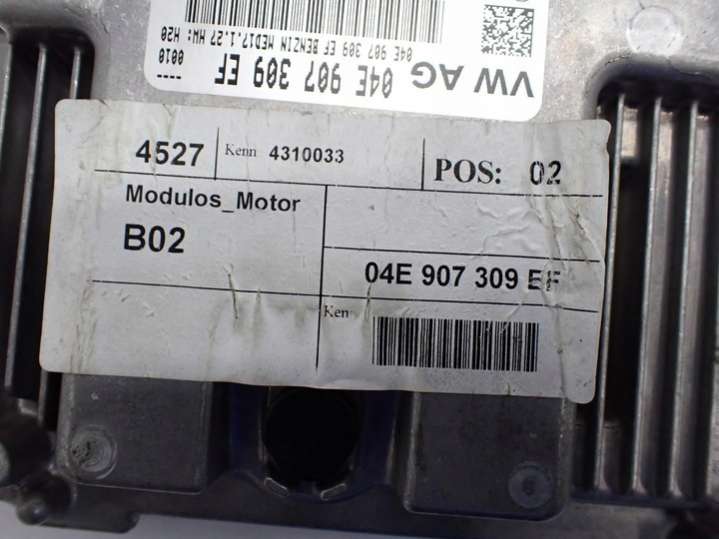 VW AG 04E 907 309 EF
04E 907 309 EF BENZIN MED17.1.27 HW: H20
0010 ----
4527 Kenn 4310033 POS: 02
Modulos_Motor
B02
04E 907 309 EF
Ken